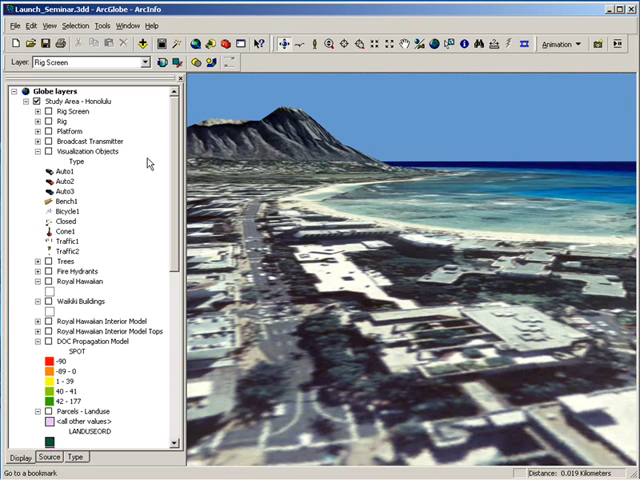 Launch_Seminar.3dd - ArcGlobe - ArcInfo
File Edit View Selection Tools Window Help
Animation
Layer: Rig Screen
Globe layers
Study Area - Honolulu
Rig Screen
Rig
Platform
Broadcast Transmitter
Visualization Objects
Type
Auto1
Auto2
Auto3
Bench1
Bicycle1
Closed
Cone1
Traffic1
Traffic2
Trees
Fire Hydrants
Royal Hawaiian
Waikiki Buildings
Royal Hawaiian Interior Model
Royal Hawaiian Interior Model Tops
DOC Propagation Model
SPOT
-90
-89 - 0
1 - 39
40 - 41
42 - 177
Parcels - Landuse
<all other values>
LANDUSEORD
Display Source Type
Go to a bookmark Distance: 0.019 Kilometers